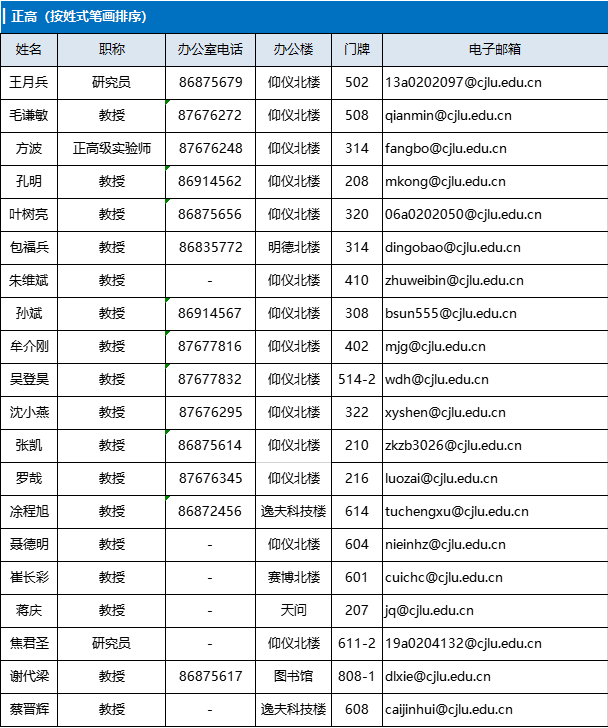 正高（按姓式笔画排序）
姓名 职称 办公室电话 办公楼 门牌 电子邮箱
王月兵 研究员 86875679 仰仪北楼 502 13a0202097@cjlu.edu.cn
毛谦敏 教授 87676272 仰仪北楼 508 qianmin@cjlu.edu.cn
方波 正高级实验师 87676248 仰仪北楼 314 fangbo@cjlu.edu.cn
孔明 教授 86914562 仰仪北楼 208 mkong@cjlu.edu.cn
叶树亮 教授 86875656 仰仪北楼 320 06a0202050@cjlu.edu.cn
包福兵 教授 86835772 明德北楼 314 dingobao@cjlu.edu.cn
朱维斌 教授 - 仰仪北楼 410 zhuweibin@cjlu.edu.cn
孙斌 教授 86914567 仰仪北楼 308 bsun555@cjlu.edu.cn
牟介刚 教授 87677816 仰仪北楼 402 mjg@cjlu.edu.cn
吴登昊 教授 87677832 仰仪北楼 514-2 wdh@cjlu.edu.cn
沈小燕 教授 87676295 仰仪北楼 322 xyshen@cjlu.edu.cn
张凯 教授 86875614 仰仪北楼 210 zkzb3026@cjlu.edu.cn
罗哉 教授 87676345 仰仪北楼 216 luozai@cjlu.edu.cn
涂程旭 教授 86872456 逸夫科技楼 614 tuchengxu@cjlu.edu.cn
聂德明 教授 - 仰仪北楼 604 nieinhz@cjlu.edu.cn
崔长彩 教授 - 赛博北楼 601 cuichc@cjlu.edu.cn
蒋庆 教授 - 天问 207 jq@cjlu.edu.cn
焦君圣 研究员 - 仰仪北楼 611-2 19a0204132@cjlu.edu.cn
谢代梁 教授 86875617 图书馆 808-1 dlxie@cjlu.edu.cn
蔡晋辉 教授 - 逸夫科技楼 608 caijinhui@cjlu.edu.cn